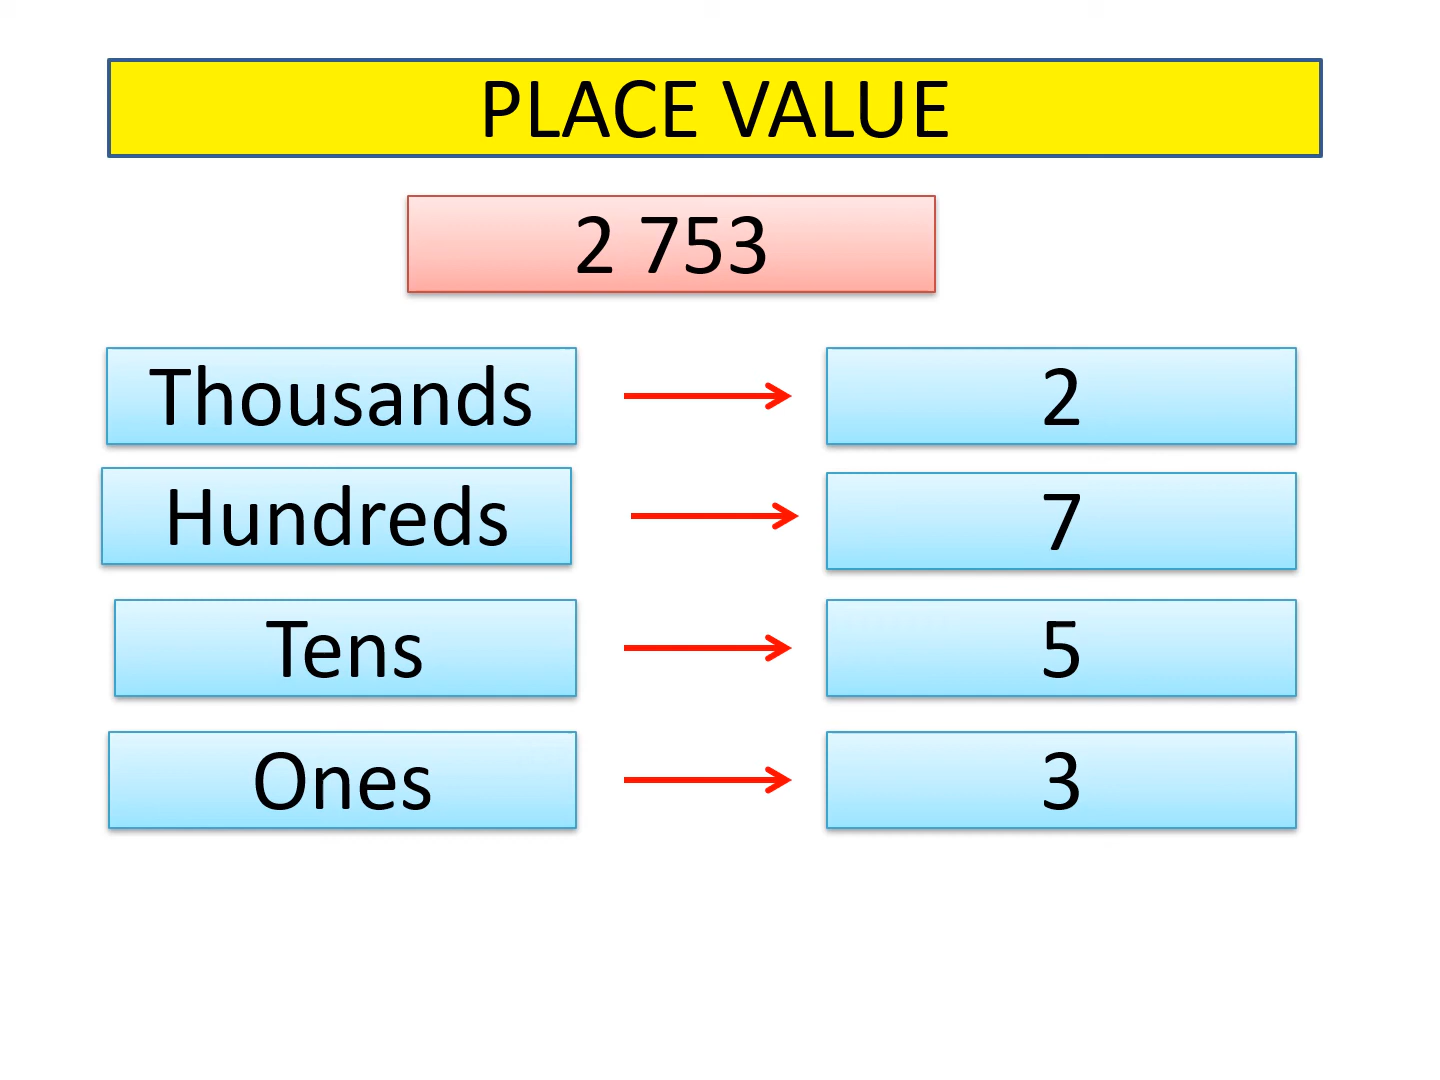 PLACE VALUE
2 753
Thousands 2
Hundreds 7
Tens 5
Ones 3